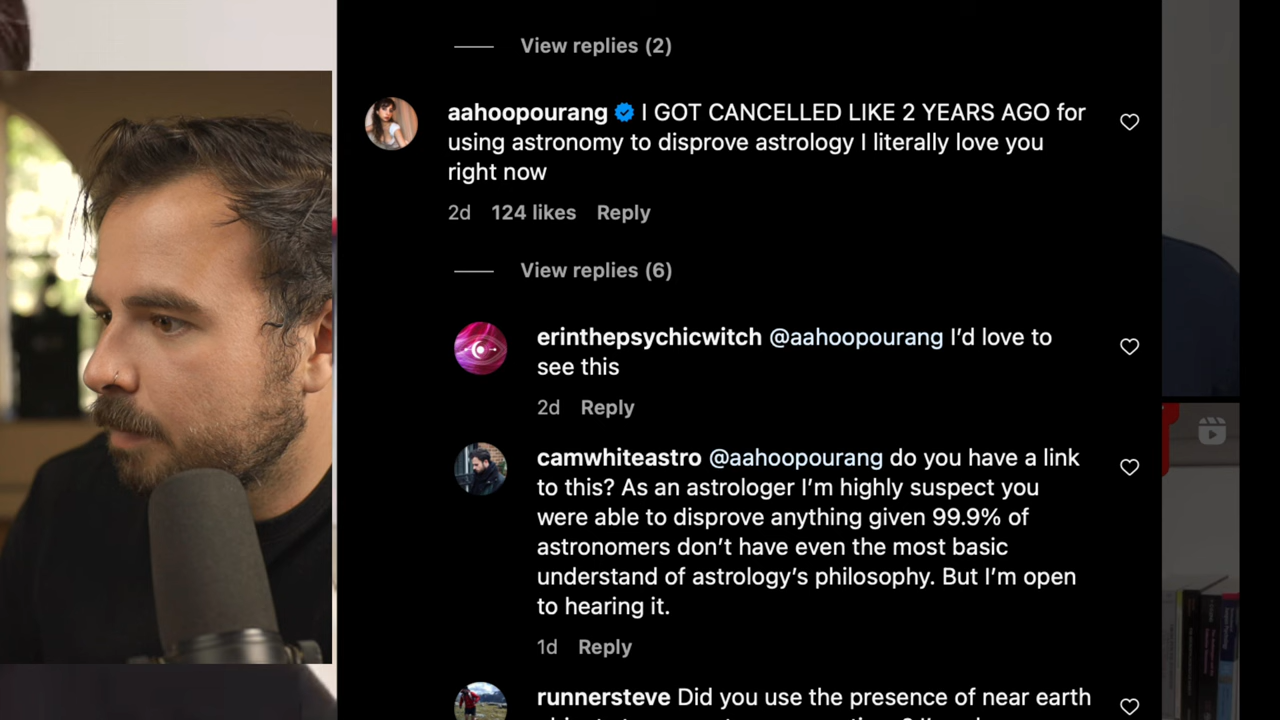 View replies (2)
aahoopourang I GOT CANCELLED LIKE 2 YEARS AGO for
using astronomy to disprove astrology I literally love you
right now
2d 124 likes Reply
View replies (6)
erinthepsychicwitch @aahoopourang I’d love to
see this
2d Reply
camwhiteastro @aahoopourang do you have a link
to this? As an astrologer I’m highly suspect you
were able to disprove anything given 99.9% of
astronomers don’t have even the most basic
understand of astrology’s philosophy. But I’m open
to hearing it.
1d Reply
runnersteve Did you use the presence of near earth